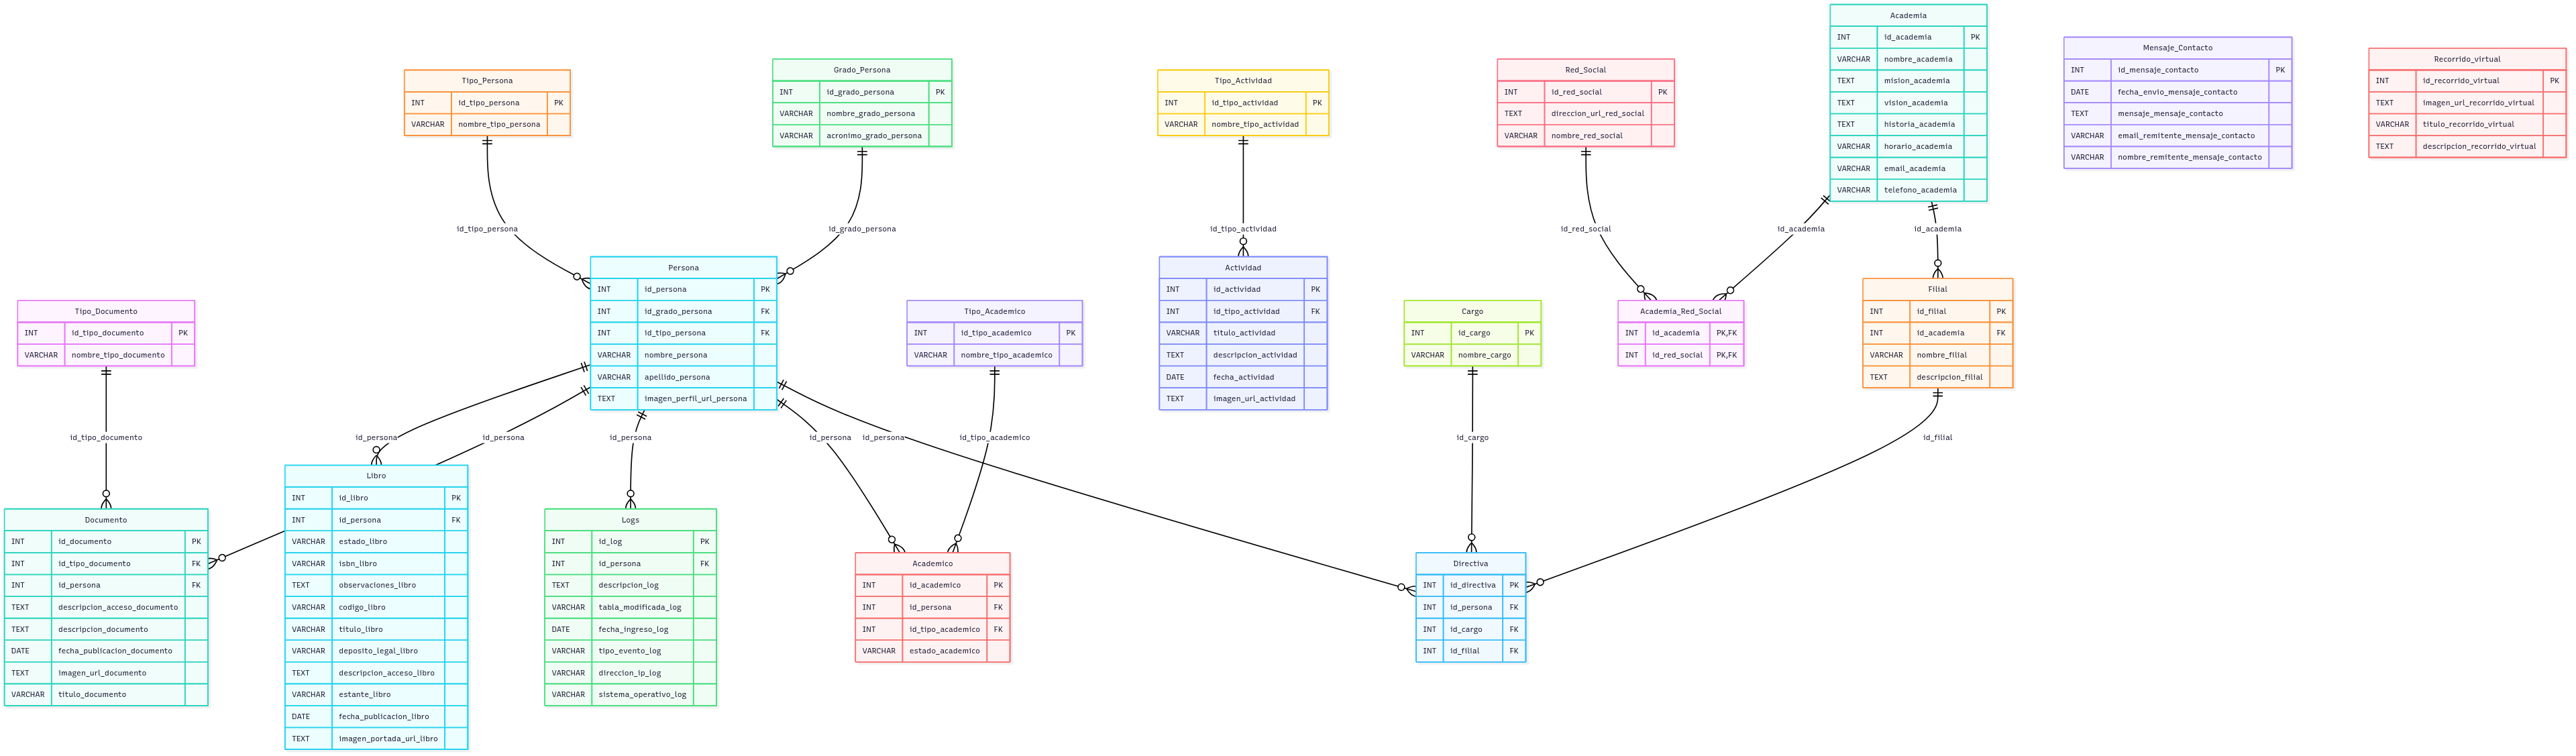 Academia
INT id_academia PK
VARCHAR nombre_academia
TEXT mision_academia
TEXT vision_academia
TEXT historia_academia
VARCHAR horario_academia
VARCHAR email_academia
VARCHAR telefono_academia
Mensaje_Contacto
INT id_mensaje_contacto PK
DATE fecha_envio_mensaje_contacto
TEXT mensaje_mensaje_contacto
VARCHAR email_remitente_mensaje_contacto
VARCHAR nombre_remitente_mensaje_contacto
Recorrido_virtual
INT id_recorrido_virtual PK
TEXT imagen_url_recorrido_virtual
VARCHAR titulo_recorrido_virtual
TEXT descripcion_recorrido_virtual
Tipo_Persona
INT id_tipo_persona PK
VARCHAR nombre_tipo_persona
Grado_Persona
INT id_grado_persona PK
VARCHAR nombre_grado_persona
VARCHAR acronimo_grado_persona
Tipo_Actividad
INT id_tipo_actividad PK
VARCHAR nombre_tipo_actividad
Red_Social
INT id_red_social PK
TEXT direccion_url_red_social
VARCHAR nombre_red_social
id_tipo_persona
id_grado_persona
id_tipo_actividad
id_red_social
id_academia
id_academia
Tipo_Documento
INT id_tipo_documento PK
VARCHAR nombre_tipo_documento
Persona
INT id_persona PK
INT id_grado_persona FK
INT id_tipo_persona FK
VARCHAR nombre_persona
VARCHAR apellido_persona
TEXT imagen_perfil_url_persona
Tipo_Academico
INT id_tipo_academico PK
VARCHAR nombre_tipo_academico
Actividad
INT id_actividad PK
INT id_tipo_actividad FK
VARCHAR titulo_actividad
TEXT descripcion_actividad
DATE fecha_actividad
TEXT imagen_url_actividad
Cargo
INT id_cargo PK
VARCHAR nombre_cargo
Academia_Red_Social
INT id_academia PK,FK
INT id_red_social PK,FK
Filial
INT id_filial PK
INT id_academia FK
VARCHAR nombre_filial
TEXT descripcion_filial
id_tipo_documento
id_persona
id_persona
id_persona
id_persona
id_persona
id_tipo_academico
id_cargo
id_filial
Documento
INT id_documento PK
INT id_tipo_documento FK
INT id_persona FK
TEXT descripcion_acceso_documento
TEXT descripcion_documento
DATE fecha_publicacion_documento
TEXT imagen_url_documento
VARCHAR titulo_documento
Libro
INT id_libro PK
INT id_persona FK
VARCHAR estado_libro
VARCHAR isbn_libro
TEXT observaciones_libro
VARCHAR codigo_libro
VARCHAR titulo_libro
VARCHAR deposito_legal_libro
TEXT descripcion_acceso_libro
VARCHAR estante_libro
DATE fecha_publicacion_libro
TEXT imagen_portada_url_libro
Logs
INT id_log PK
INT id_persona FK
TEXT descripcion_log
VARCHAR tabla_modificada_log
DATE fecha_ingreso_log
VARCHAR tipo_evento_log
VARCHAR direccion_ip_log
VARCHAR sistema_operativo_log
Academico
INT id_academico PK
INT id_persona FK
INT id_tipo_academico FK
VARCHAR estado_academico
Directiva
INT id_directiva PK
INT id_persona FK
INT id_cargo FK
INT id_filial FK